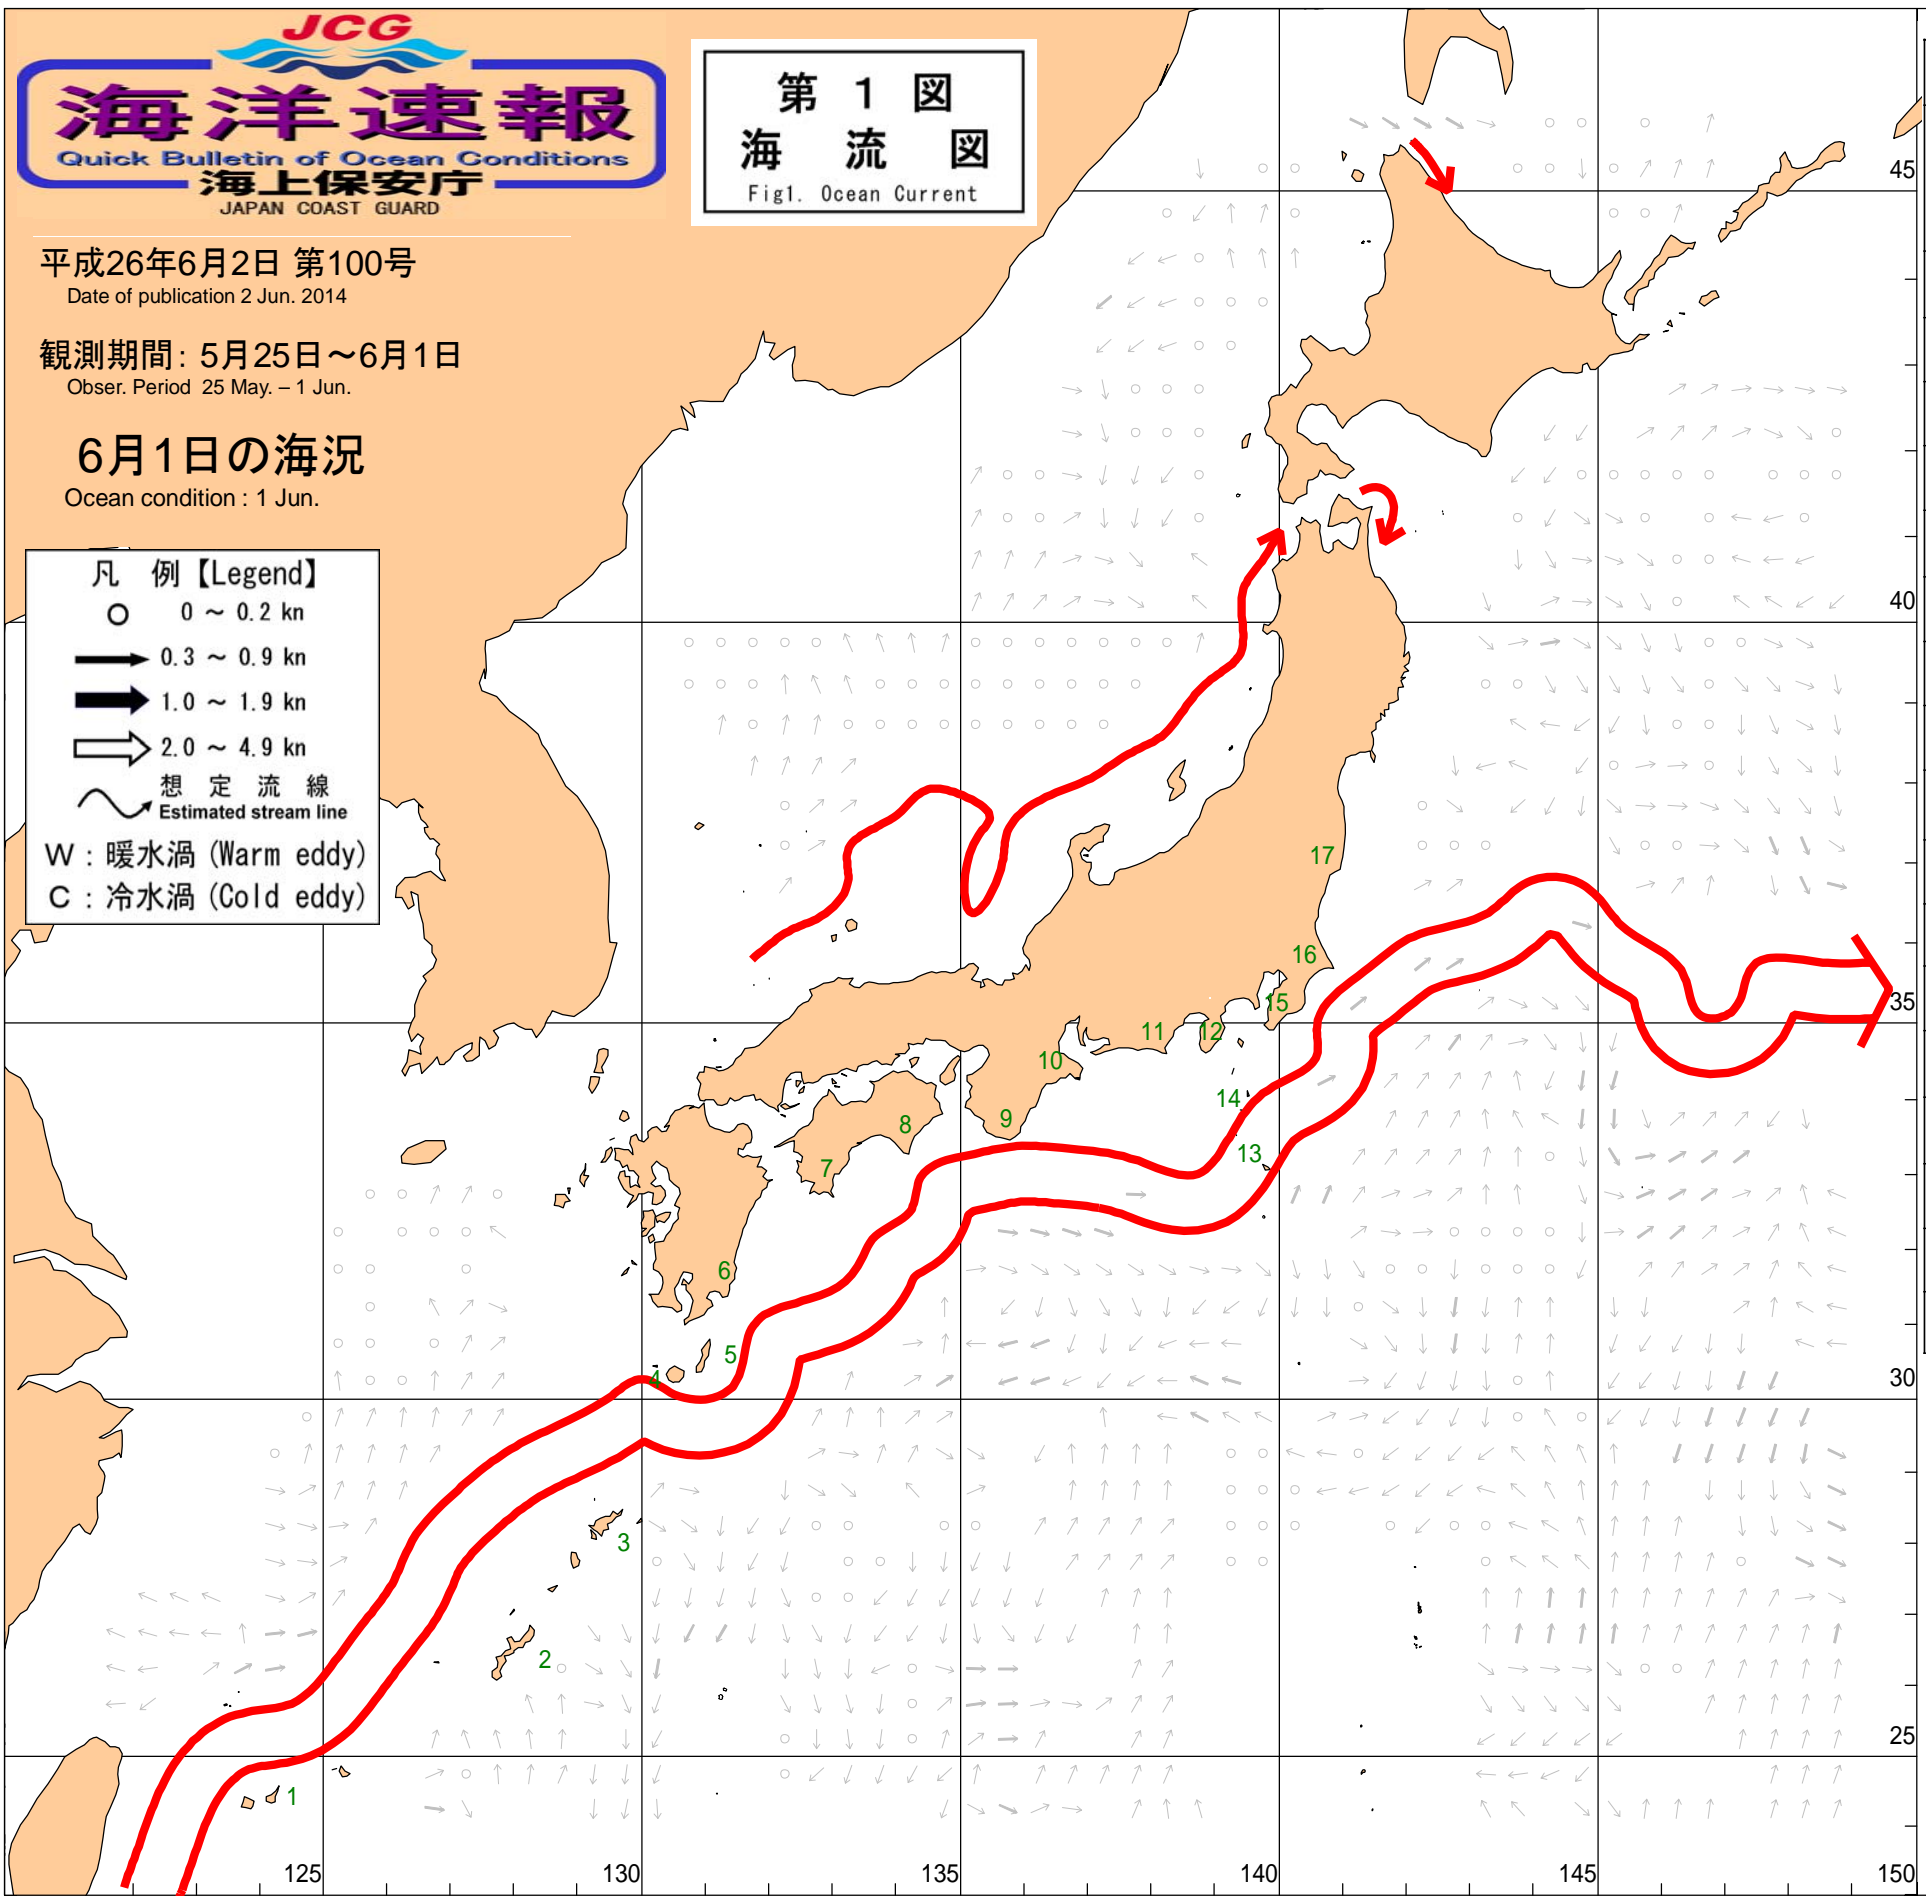 JCG
海洋速報
Quick Bulletin of Ocean Conditions
海上保安庁
JAPAN COAST GUARD
第 1 図
海 流 図
Fig1. Ocean Current
平成26年6月2日 第100号
Date of publication 2 Jun. 2014
観測期間: 5月25日～6月1日
Obser. Period 25 May. – 1 Jun.
6月1日の海況
Ocean condition : 1 Jun.
凡 例【Legend】
0 ～ 0.2 kn
0.3 ～ 0.9 kn
1.0 ～ 1.9 kn
2.0 ～ 4.9 kn
想 定 流 線
Estimated stream line
W : 暖水渦 (Warm eddy)
C : 冷水渦 (Cold eddy)
45
40
17
16
35
15
12
11
10
14
9
8
13
7
6
5
4
30
3
2
25
1
125
130
135
140
145
150